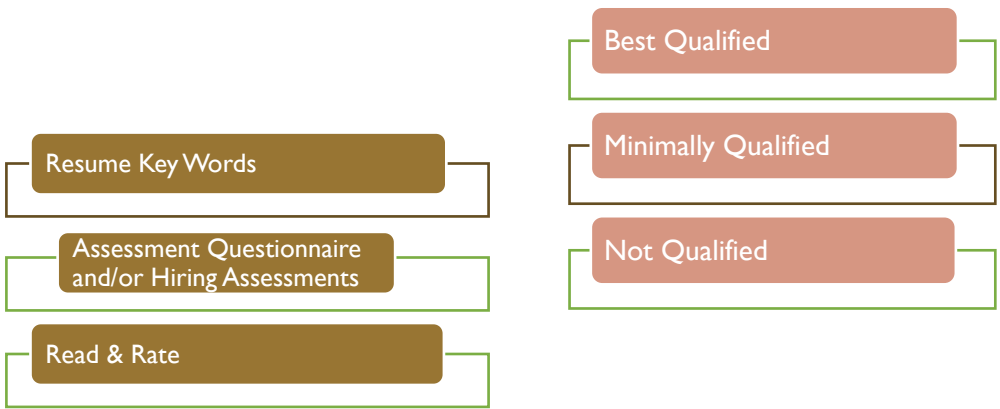 Resume Key Words
Assessment Questionnaire
and/or Hiring Assessments
Read & Rate
Best Qualified
Minimally Qualified
Not Qualified